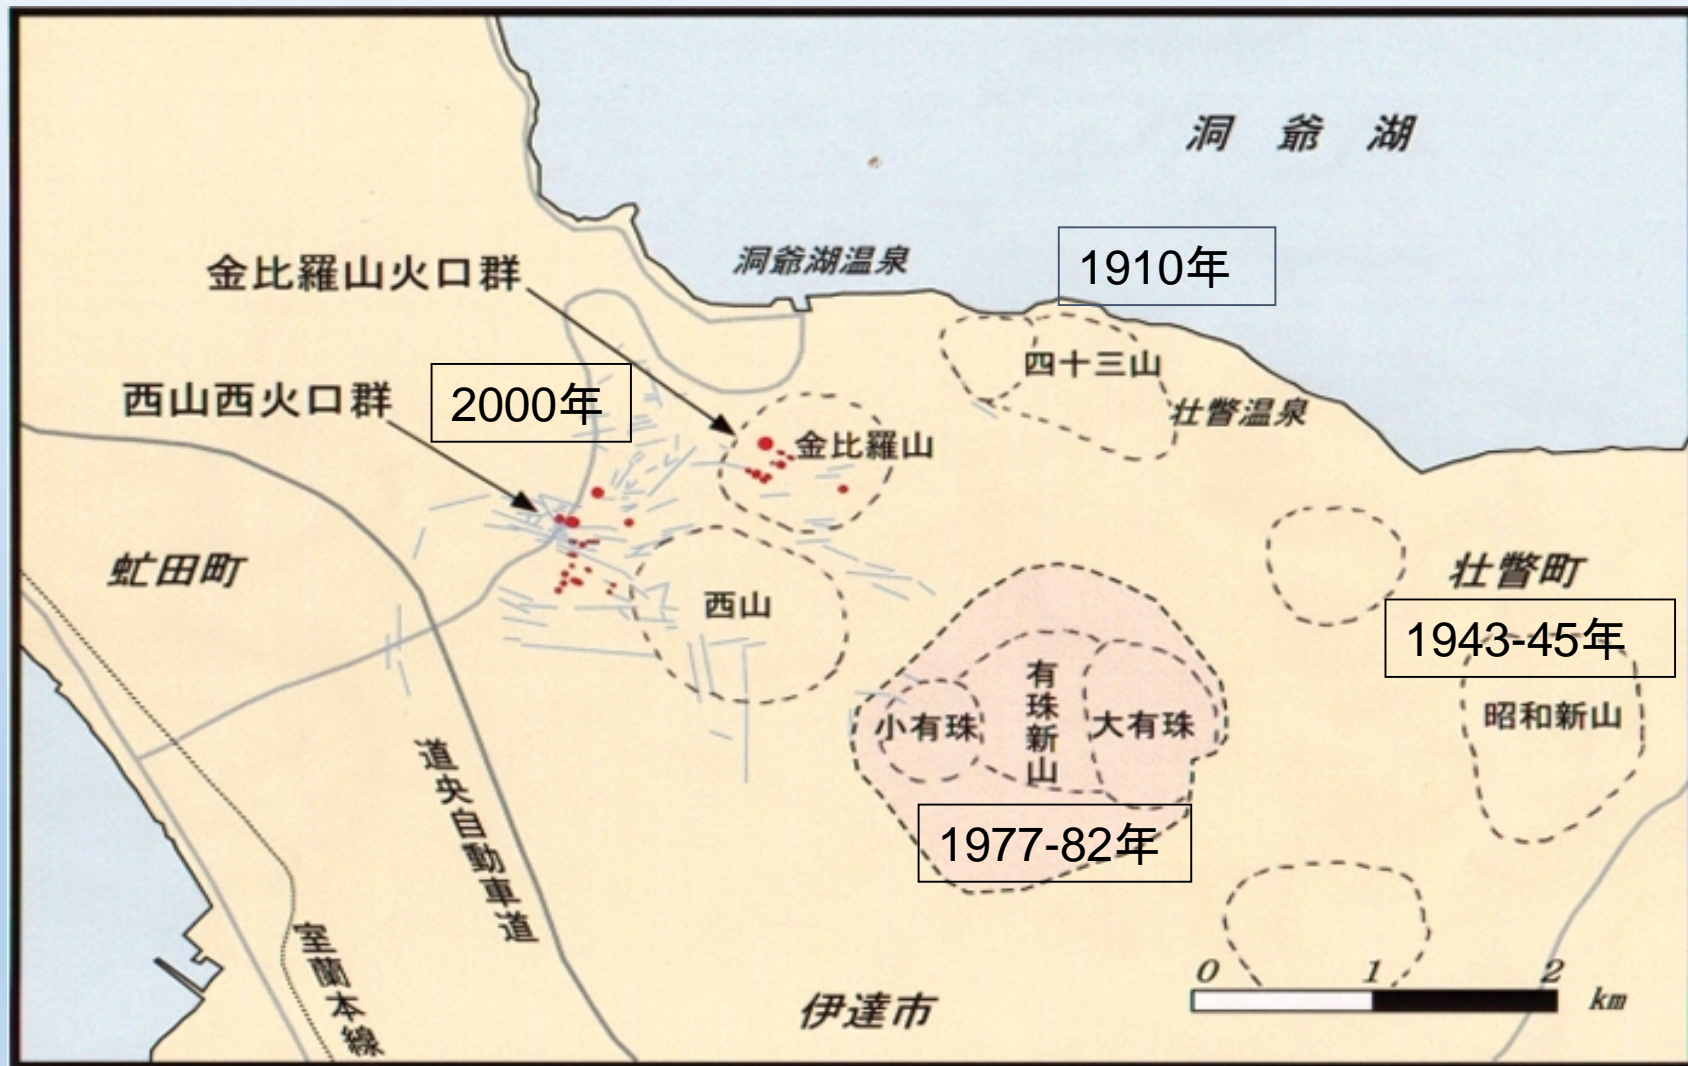 洞爺湖
洞爺湖温泉
1910年
金比羅山火口群
四十三山
西山西火口群
2000年
壮瞥温泉
金比羅山
虻田町
壮瞥町
西山
1943-45年
有珠新山
小有珠
大有珠
昭和新山
道央自動車道
1977-82年
室蘭本線
伊達市
0 1 2 km